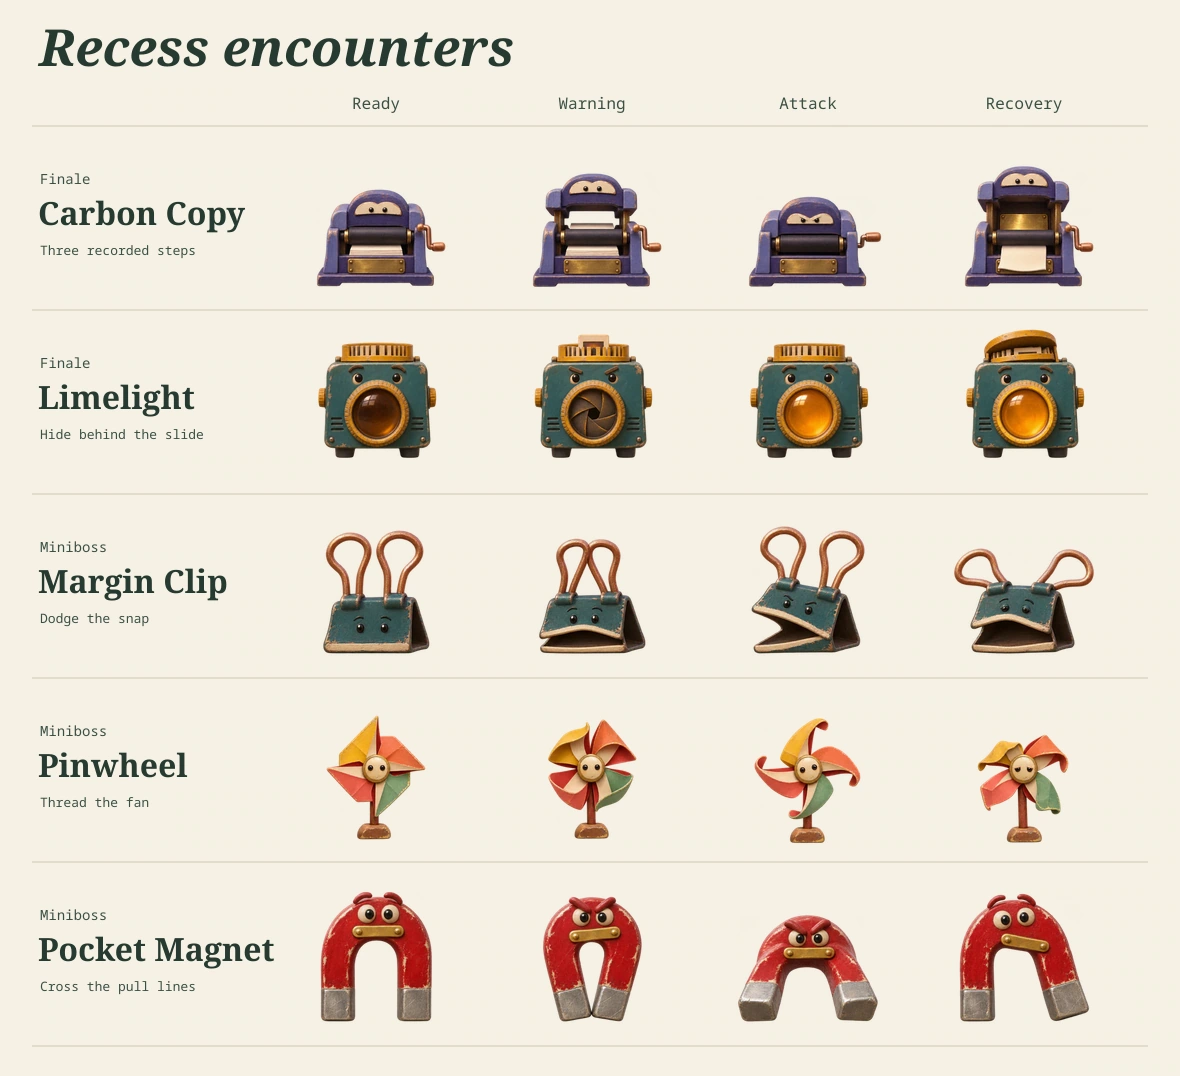 Recess encounters
Ready Warning Attack Recovery
Finale
Carbon Copy
Three recorded steps
Finale
Limelight
Hide behind the slide
Miniboss
Margin Clip
Dodge the snap
Miniboss
Pinwheel
Thread the fan
Miniboss
Pocket Magnet
Cross the pull lines